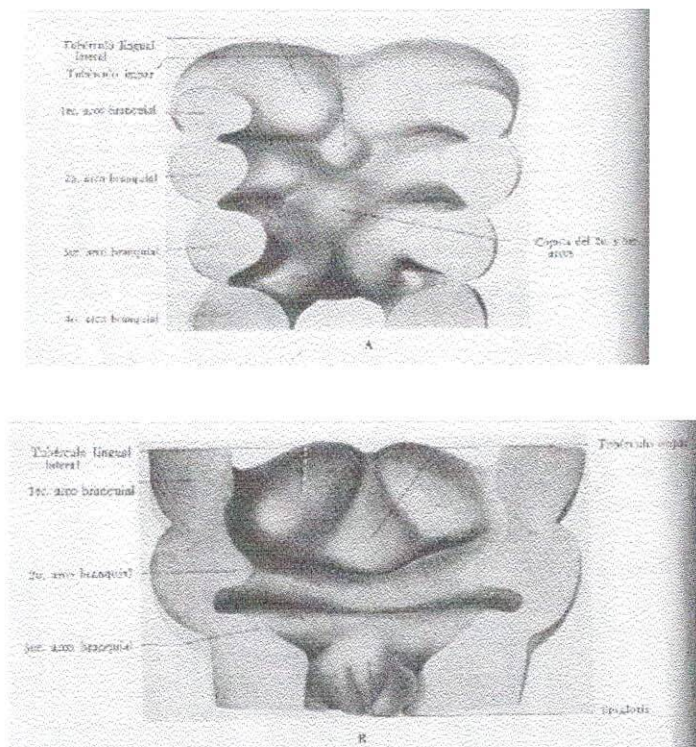 Tubérculo lingual
lateral
Tubérculo impar
1er. arco branquial
2o. arco branquial
3er. arco branquial
4o. arco branquial
Cópula del 2o. y 3er.
arcos
A
Tubérculo lingual
lateral
1er. arco branquial
2o. arco branquial
3er. arco branquial
Tubérculo impar
Epiglotis
B